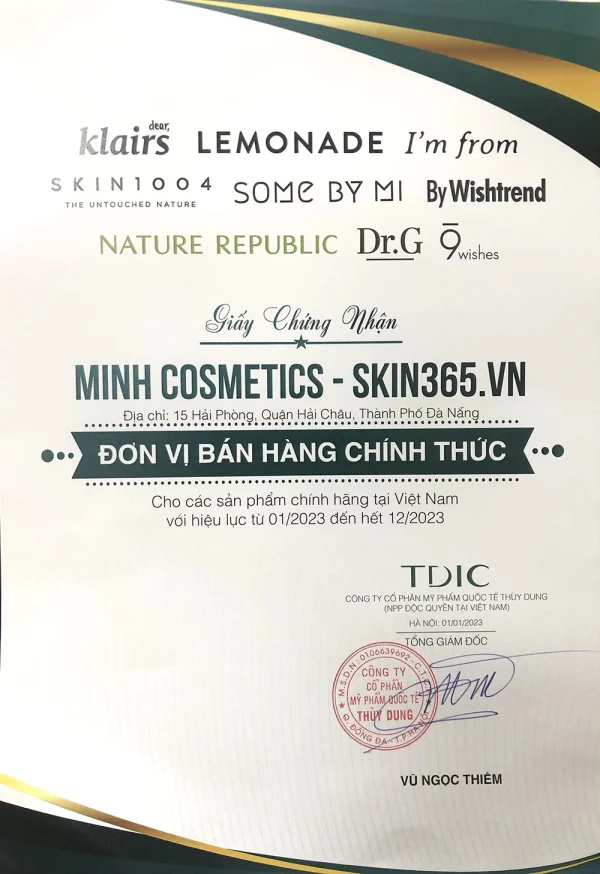 dear,
klairs LEMONADE I'm from
SKIN1004 SOME BY MI By Wishtrend
THE UNTOUCHED NATURE
NATURE REPUBLIC Dr.G 9wishes
Giấy Chứng Nhận
MINH COSMETICS - SKIN365.VN
Địa chỉ: 15 Hải Phòng, Quận Hải Châu, Thành Phố Đà Nẵng
ĐƠN VỊ BÁN HÀNG CHÍNH THỨC
Cho các sản phẩm chính hãng tại Việt Nam
với hiệu lực từ 01/2023 đến hết 12/2023
TDIC
CÔNG TY CỔ PHẦN MỸ PHẨM QUỐC TẾ THÙY DUNG
(NPP ĐỘC QUYỀN TẠI VIỆT NAM)
HÀ NỘI: 01/01/2023
TỔNG GIÁM ĐỐC
M.S.D.N: 0106639692 - C.T.
CÔNG TY
CỔ PHẦN
MỸ PHẨM QUỐC TẾ
THÙY DUNG
Q. ĐỐNG ĐA - T.P HÀ NỘI
VŨ NGỌC THIÊM